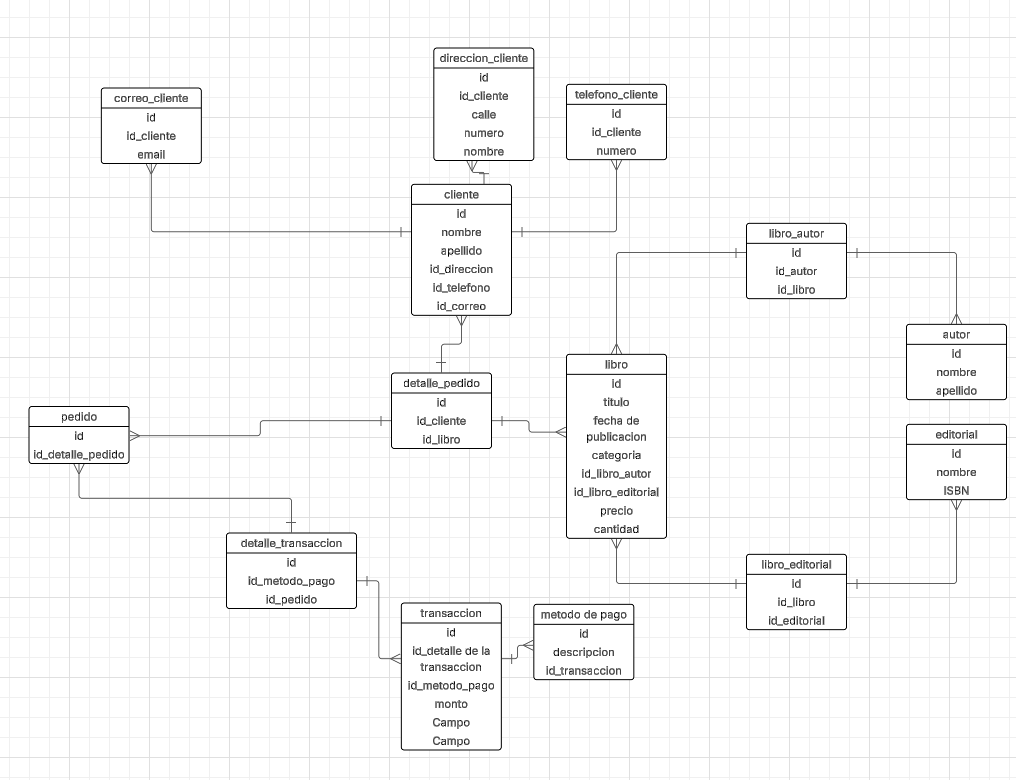 direccion_cliente
id
id_cliente
calle
numero
nombre
correo_cliente
id
id_cliente
email
telefono_cliente
id
id_cliente
numero
cliente
id
nombre
apellido
id_direccion
id_telefono
id_correo
libro_autor
id
id_autor
id_libro
autor
id
nombre
apellido
libro
id
titulo
fecha de
publicacion
categoria
id_libro_autor
id_libro_editorial
precio
cantidad
detalle_pedido
id
id_cliente
id_libro
pedido
id
id_detalle_pedido
editorial
id
nombre
ISBN
detalle_transaccion
id
id_metodo_pago
id_pedido
libro_editorial
id
id_libro
id_editorial
transaccion
id
id_detalle de la
transaccion
id_metodo_pago
monto
Campo
Campo
metodo de pago
id
descripcion
id_transaccion